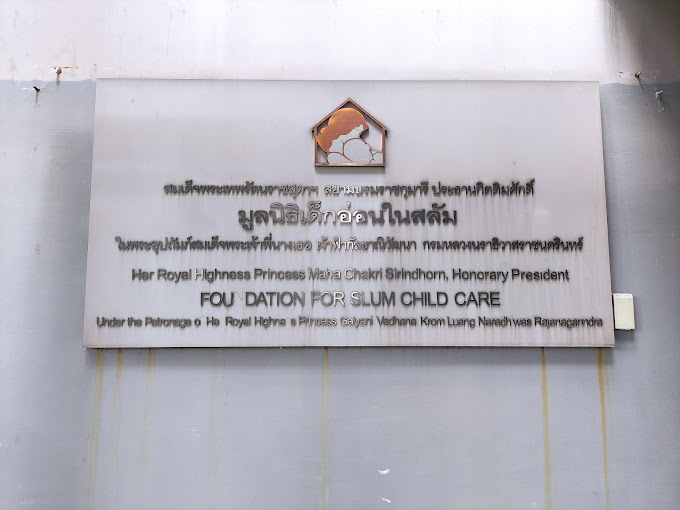 สมเด็จพระเทพรัตนราชสุดาฯ สยามบรมราชกุมารี ประธานกิตติมศักดิ์
มูลนิธิเด็กอ่อนในสลัม
ในพระอุปถัมภ์สมเด็จพระเจ้าพี่นางเธอ เจ้าฟ้ากัลยาณิวัฒนา กรมหลวงนราธิวาสราชนครินทร์
Her Royal Highness Princess Maha Chakri Sirindhorn, Honorary President
FOUNDATION FOR SLUM CHILD CARE
Under the Patronage o He Royal Highne s Princess Galyani Vadhana Krom Luang Naradhiwas Rajanagarindra